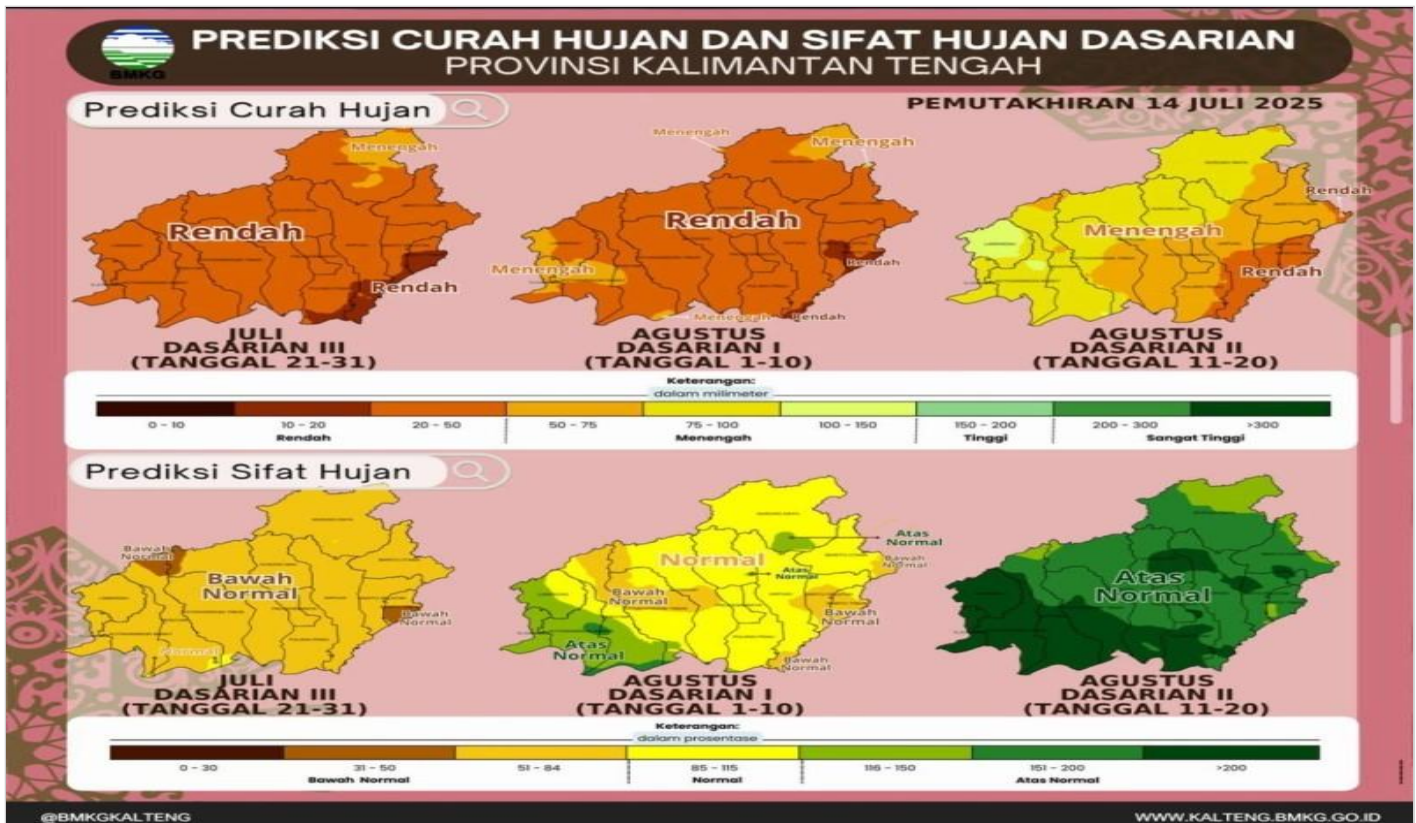 PREDIKSI CURAH HUJAN DAN SIFAT HUJAN DASARIAN
PROVINSI KALIMANTAN TENGAH
BMKG
Prediksi Curah Hujan
PEMUTAKHIRAN 14 JULI 2025
Menengah
Rendah
Rendah
JULI
DASARIAN III
(TANGGAL 21-31)
Menengah
Menengah
Rendah
Menengah
Rendah
Menengah
Rendah
AGUSTUS
DASARIAN I
(TANGGAL 1-10)
Rendah
Menengah
Rendah
AGUSTUS
DASARIAN II
(TANGGAL 11-20)
Keterangan:
dalam milimeter
0 - 10 10 - 20 20 - 50 50 - 75 75 - 100 100 - 150 150 - 200 200 - 300 >300
Rendah Menengah Tinggi Sangat Tinggi
Prediksi Sifat Hujan
Bawah
Normal
Bawah
Normal
Bawah
Normal
Normal
JULI
DASARIAN III
(TANGGAL 21-31)
Atas
Normal
Normal
Bawah
Normal
Atas
Normal
Bawah
Normal
Bawah
Normal
Atas
Normal
Bawah
Normal
AGUSTUS
DASARIAN I
(TANGGAL 1-10)
Atas
Normal
AGUSTUS
DASARIAN II
(TANGGAL 11-20)
Keterangan:
dalam prosentase
0 - 30 31 - 50 51 - 84 85 - 115 116 - 150 151 - 200 >200
Bawah Normal Normal Atas Normal
@BMKGKALTENG
WWW.KALTENG.BMKG.GO.ID